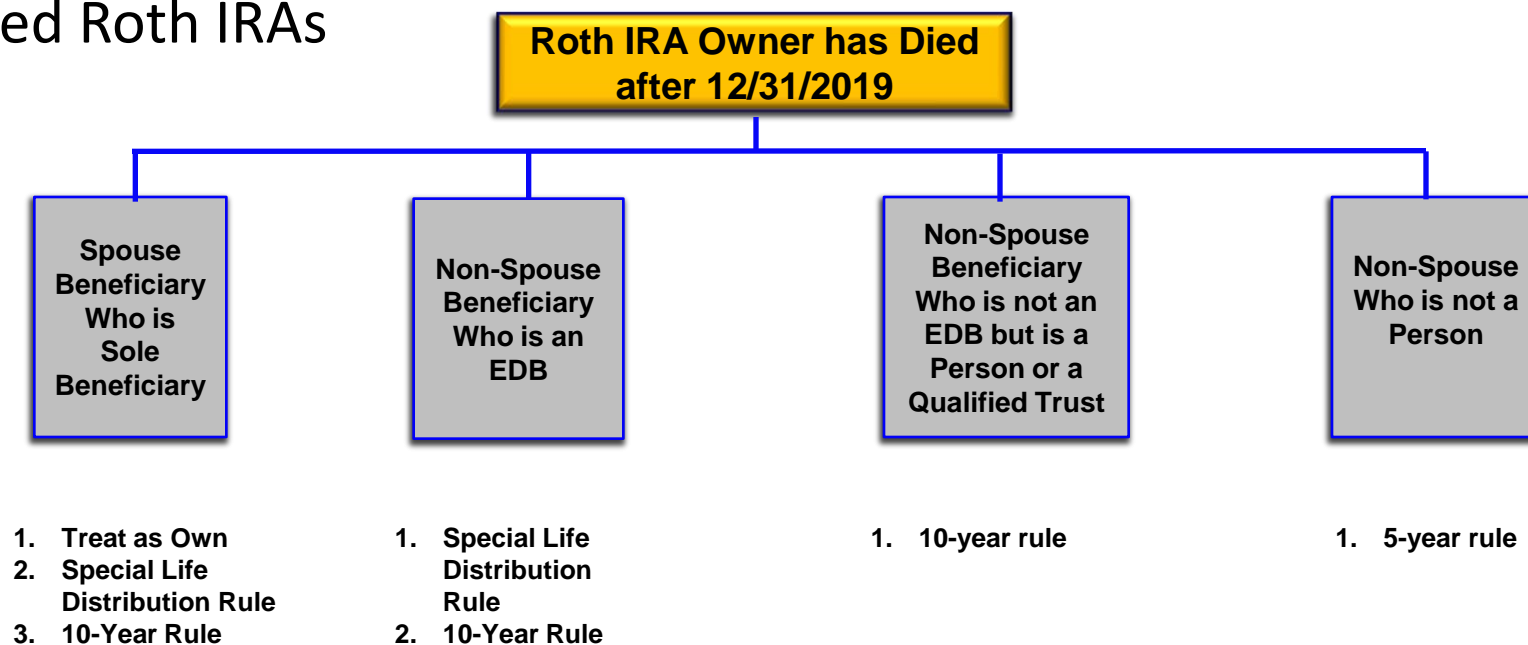 ed Roth IRAs
Roth IRA Owner has Died
after 12/31/2019
Spouse
Beneficiary
Who is
Sole
Beneficiary
Non-Spouse
Beneficiary
Who is an
EDB
Non-Spouse
Beneficiary
Who is not an
EDB but is a
Person or a
Qualified Trust
Non-Spouse
Who is not a
Person
1. Treat as Own
2. Special Life
Distribution Rule
3. 10-Year Rule
1. Special Life
Distribution
Rule
2. 10-Year Rule
1. 10-year rule
1. 5-year rule